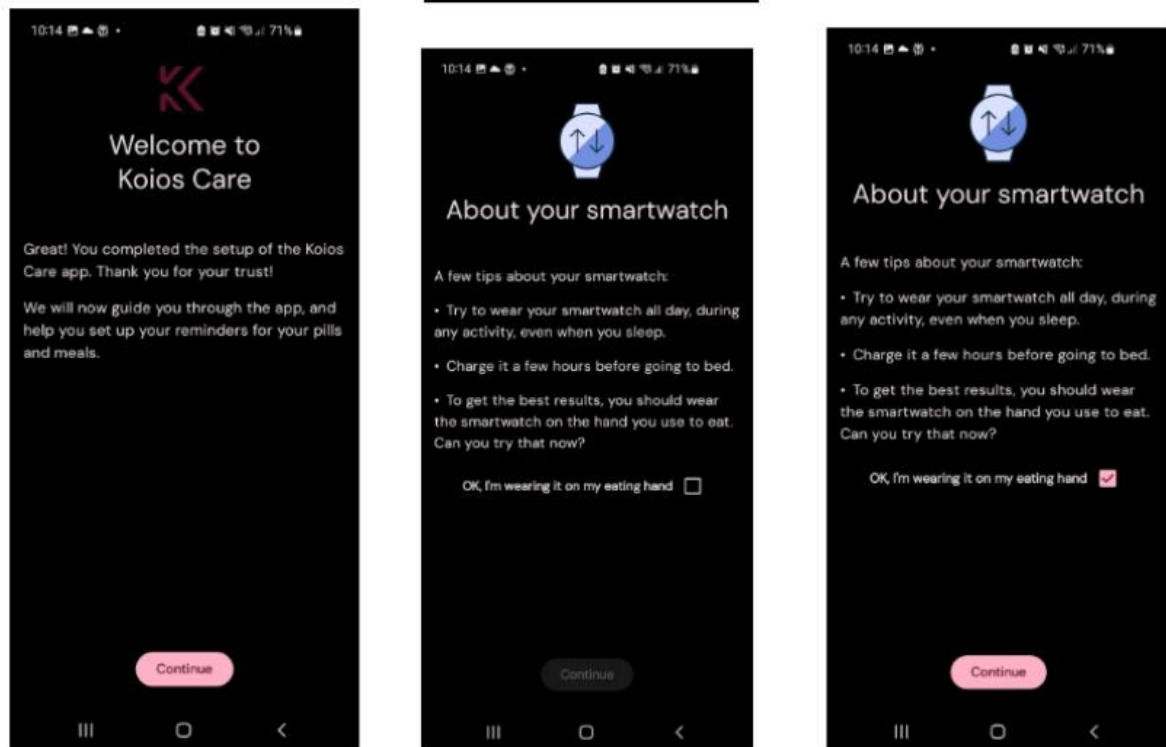 10:14
71%
Welcome to
Koios Care
Great! You completed the setup of the Koios
Care app. Thank you for your trust!
We will now guide you through the app, and
help you set up your reminders for your pills
and meals.
Continue
10:14
71%
About your smartwatch
A few tips about your smartwatch:
• Try to wear your smartwatch all day, during
any activity, even when you sleep.
• Charge it a few hours before going to bed.
• To get the best results, you should wear
the smartwatch on the hand you use to eat.
Can you try that now?
OK, I'm wearing it on my eating hand
Continue
10:14
71%
About your smartwatch
A few tips about your smartwatch:
• Try to wear your smartwatch all day, during
any activity, even when you sleep.
• Charge it a few hours before going to bed.
• To get the best results, you should wear
the smartwatch on the hand you use to eat.
Can you try that now?
OK, I'm wearing it on my eating hand
Continue